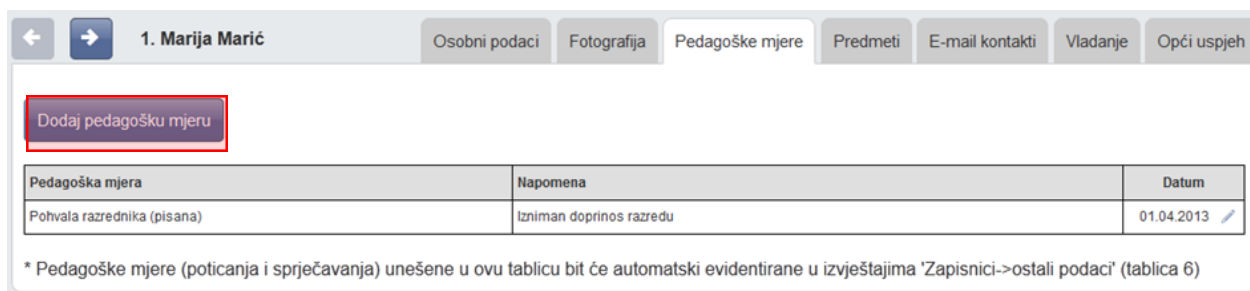 1. Marija Marić
Osobni podaci
Fotografija
Pedagoške mjere
Predmeti
E-mail kontakti
Vladanje
Opći uspjeh
Dodaj pedagošku mjeru
Pedagoška mjera Napomena Datum
Pohvala razrednika (pisana) Izniman doprinos razredu 01.04.2013
* Pedagoške mjere (poticanja i sprječavanja) unešene u ovu tablicu bit će automatski evidentirane u izvještajima 'Zapisnici->ostali podaci' (tablica 6)